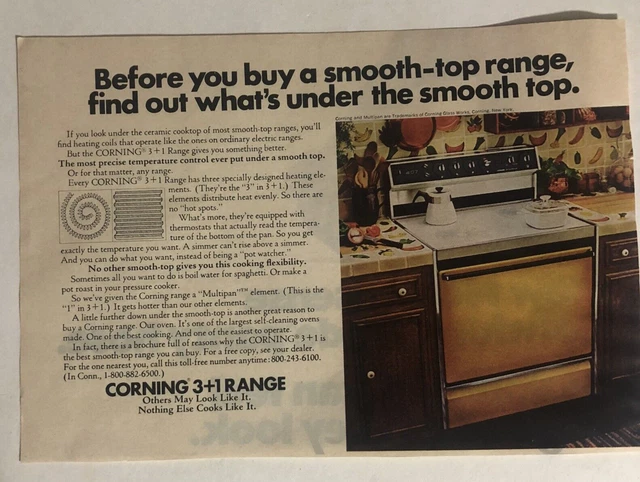 Before you buy a smooth-top range,
find out what's under the smooth top.
Corning and Multipan are Trademarks of Corning Glass Works, Corning, New York.
If you look under the ceramic cooktop of most smooth-top ranges, you'll
find heating coils that operate like the ones on ordinary electric ranges.
But the CORNING® 3+1 Range gives you something better.
The most precise temperature control ever put under a smooth top.
Or for that matter, any range.
Every CORNING® 3+1 Range has three specially designed heating ele-
ments. (They're the "3" in 3+1.) These
elements distribute heat evenly. So there are
no "hot spots."
What's more, they're equipped with
thermostats that actually read the tempera-
ture of the bottom of the pan. So you get
exactly the temperature you want. A simmer can't rise above a simmer.
And you can do what you want, instead of being a "pot watcher."
No other smooth-top gives you this cooking flexibility.
Sometimes all you want to do is boil water for spaghetti. Or make a
pot roast in your pressure cooker.
So we've given the Corning range a "Multipan"™ element. (This is the
"1" in 3+1.) It gets hotter than our other elements.
A little further down under the smooth-top is another great reason to
buy a Corning range. Our oven. It's one of the largest self-cleaning ovens
made. One of the best cooking. And one of the easiest to operate.
In fact, there is a brochure full of reasons why the CORNING® 3+1 is
the best smooth-top range you can buy. For a free copy, see your dealer.
For the one nearest you, call this toll-free number anytime: 800-243-6100.
(In Conn., 1-800-882-6500.)
CORNING 3+1 RANGE
Others May Look Like It.
Nothing Else Cooks Like It.